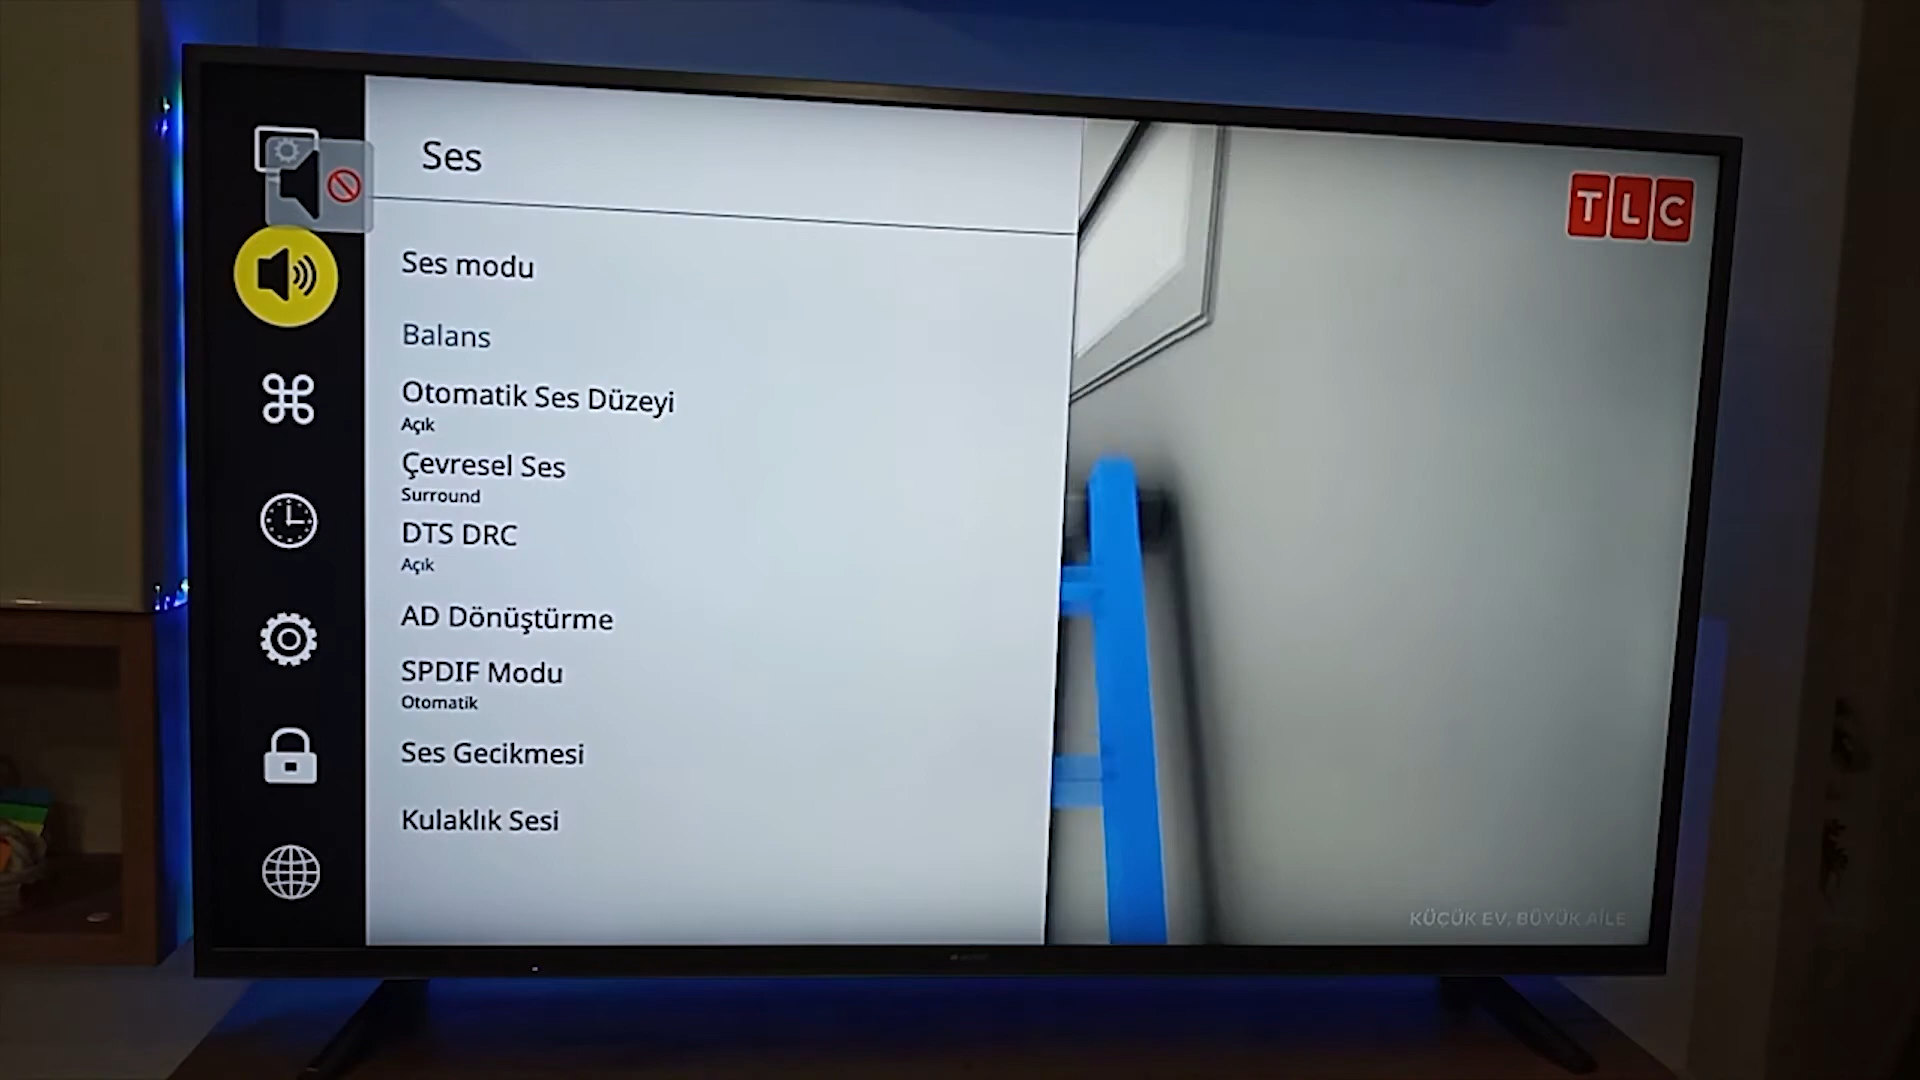 Ses
TLC
Ses modu
Balans
Otomatik Ses Düzeyi
Açık
Çevresel Ses
Surround
DTS DRC
Açık
AD Dönüştürme
SPDIF Modu
Otomatik
Ses Gecikmesi
Kulaklık Sesi
KÜÇÜK EV, BÜYÜK AİLE